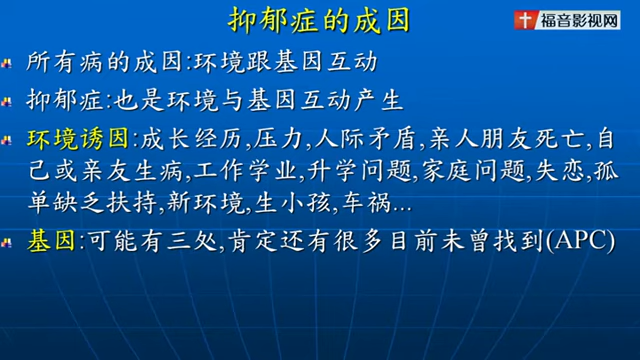 抑郁症的成因
福音影视网
所有病的成因:环境跟基因互动
抑郁症:也是环境与基因互动产生
环境诱因:成长经历,压力,人际矛盾,亲人朋友死亡,自
己或亲友生病,工作学业,升学问题,家庭问题,失恋,孤
单缺乏扶持,新环境,生小孩,车祸...
基因:可能有三处,肯定还有很多目前未曾找到(APC)